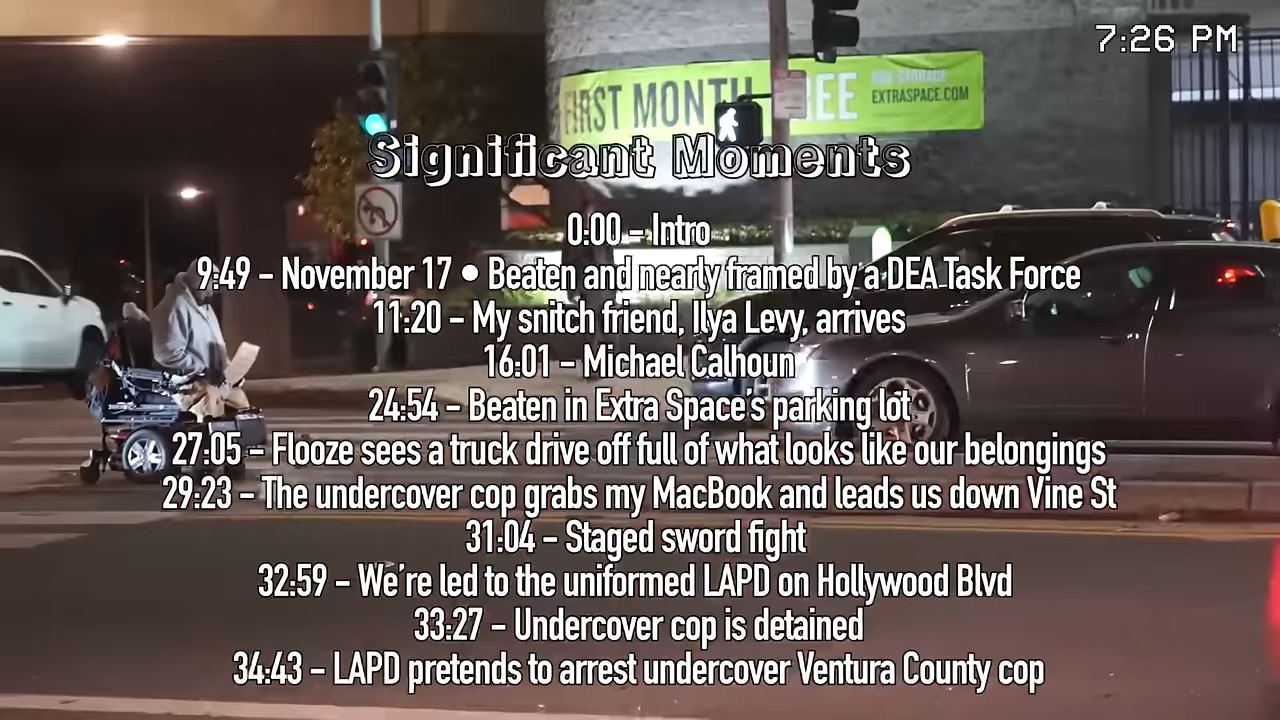 7:26 PM
FIRST MONTH
EXTRASPACE.COM
Significant Moments
0:00 – Intro
9:49 – November 17 • Beaten and nearly framed by a DEA Task Force
11:20 – My snitch friend, Ilya Levy, arrives
16:01 – Michael Calhoun
24:54 – Beaten in Extra Space's parking lot
27:05 – Flooze sees a truck drive off full of what looks like our belongings
29:23 – The undercover cop grabs my MacBook and leads us down Vine St
31:04 – Staged sword fight
32:59 – We're led to the uniformed LAPD on Hollywood Blvd
33:27 – Undercover cop is detained
34:43 – LAPD pretends to arrest undercover Ventura County cop